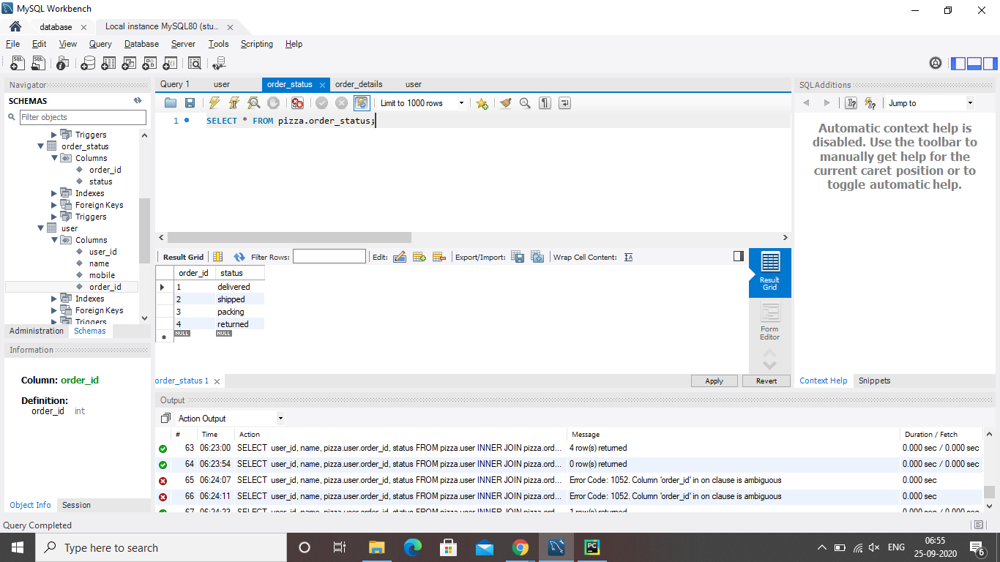 MySQL Workbench
database
Local instance MySQL80 (stu...
File Edit View Query Database Server Tools Scripting Help
Navigator
SCHEMAS
Filter objects
Triggers
order_status
Columns
order_id
status
Indexes
Foreign Keys
Triggers
user
Columns
user_id
name
mobile
order_id
Indexes
Foreign Keys
Triggers
Administration Schemas
Information
Column: order_id
Definition:
order_id int
Object Info Session
Query 1 user order_status order_details user
Limit to 1000 rows
1 SELECT * FROM pizza.order_status;
Result Grid Filter Rows: Edit: Export/Import: Wrap Cell Content:
order_id status
1 delivered
2 shipped
3 packing
4 returned
NULL NULL
Result Grid
Form Editor
order_status 1
Apply Revert
SQLAdditions
Jump to
Automatic context help is
disabled. Use the toolbar to
manually get help for the
current caret position or to
toggle automatic help.
Context Help Snippets
Output
Action Output
# Time Action Message Duration / Fetch
63 06:23:00 SELECT user_id, name, pizza.user.order_id, status FROM pizza.user INNER JOIN pizza.ord... 4 row(s) returned 0.000 sec / 0.000 sec
64 06:23:54 SELECT user_id, name, pizza.user.order_id, status FROM pizza.user INNER JOIN pizza.ord... 0 row(s) returned 0.000 sec / 0.000 sec
65 06:24:07 SELECT user_id, name, pizza.user.order_id, status FROM pizza.user INNER JOIN pizza.ord... Error Code: 1052. Column 'order_id' in on clause is ambiguous 0.000 sec
66 06:24:11 SELECT user_id, name, pizza.user.order_id, status FROM pizza.user INNER JOIN pizza.ord... Error Code: 1052. Column 'order_id' in on clause is ambiguous 0.000 sec
67 06:24:23 SELECT user_id, name, pizza.user.order_id, status FROM pizza.user INNER JOIN pizza.ord... 1 row(s) returned 0.000 sec / 0.000 sec
Query Completed
Type here to search
ENG
06:55
25-09-2020
6